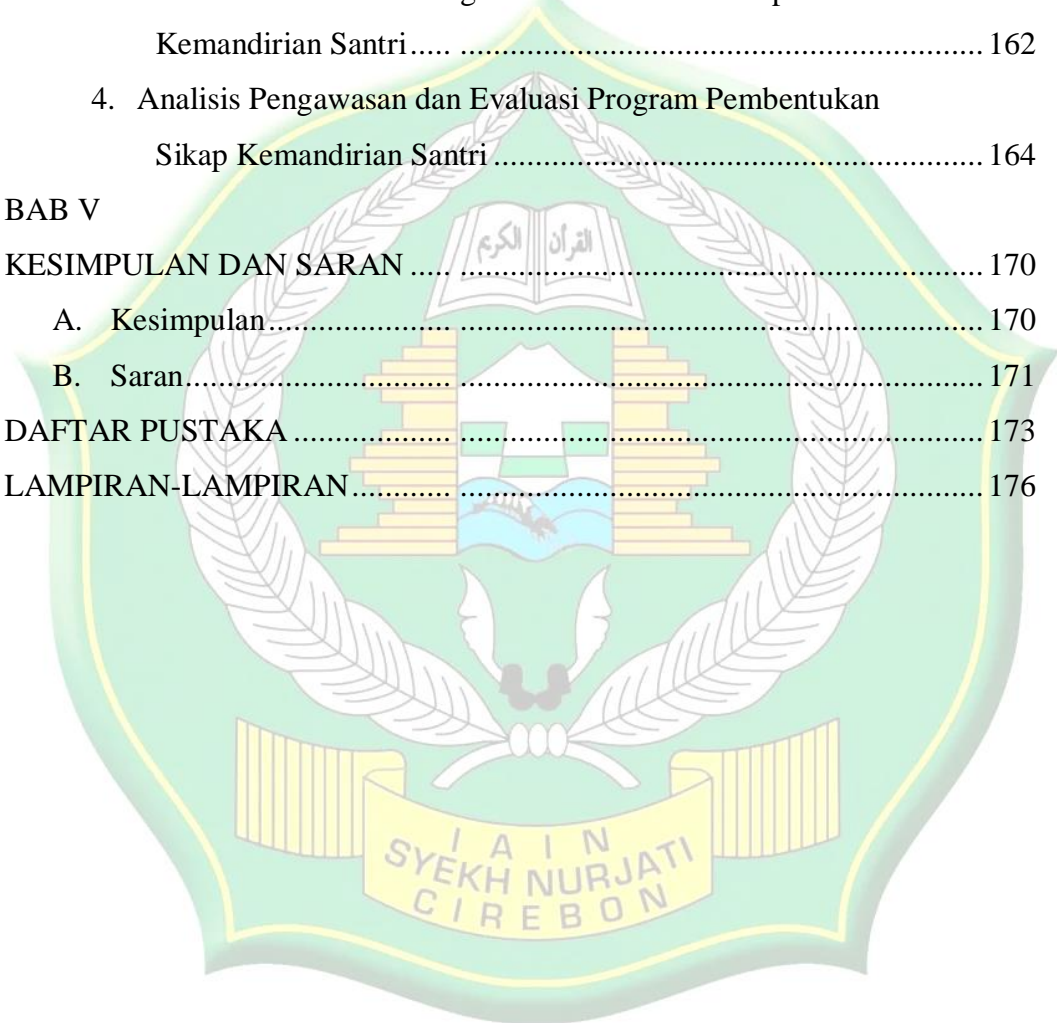 Kemandirian Santri..... ................................................................ 162
4. Analisis Pengawasan dan Evaluasi Program Pembentukan
Sikap Kemandirian Santri............................................................ 164
BAB V
KESIMPULAN DAN SARAN ..... ................................................................ 170
A. Kesimpulan...................... ................................................................ 170
B. Saran................................ ................................................................ 171
DAFTAR PUSTAKA ................... ................................................................ 173
LAMPIRAN-LAMPIRAN............ ................................................................ 176
القرآن الكريم
IAIN
SYEKH NURJATI
CIREBON